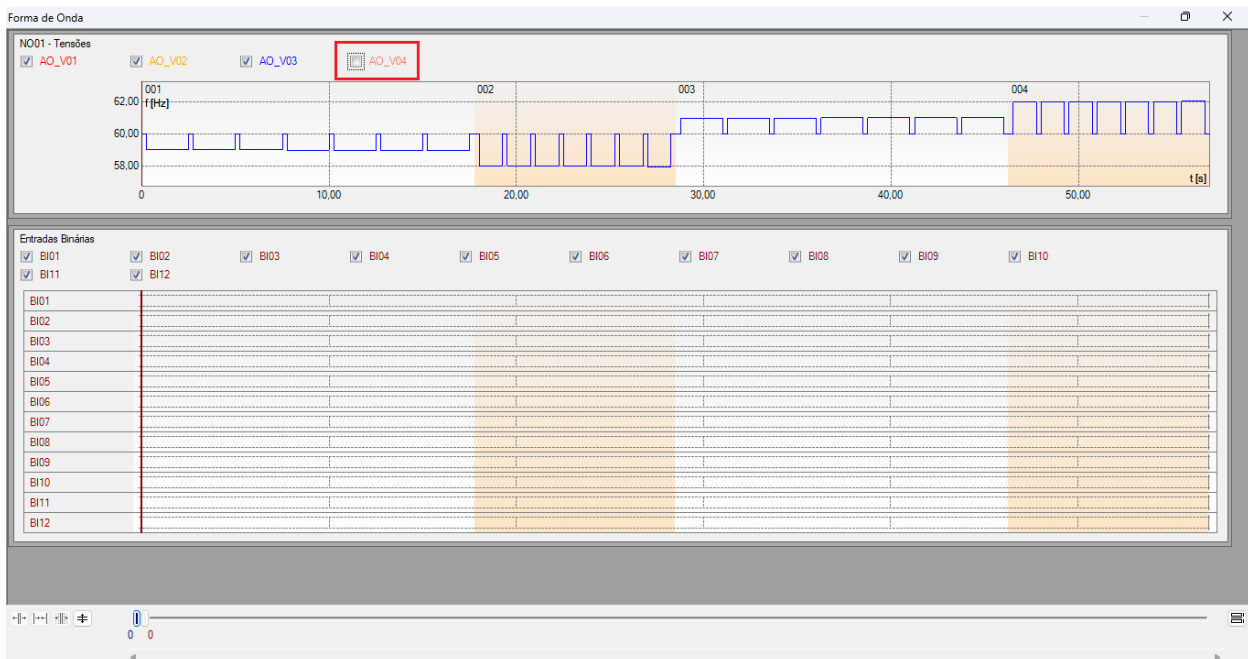 Forma de Onda
NO01 - Tensões
AO_V01 AO_V02 AO_V03 AO_V04
001 002 003 004
62,00 f [Hz]
60,00
58,00
t [s]
0 10,00 20,00 30,00 40,00 50,00
Entradas Binárias
BI01 BI02 BI03 BI04 BI05 BI06 BI07 BI08 BI09 BI10
BI11 BI12
BI01
BI02
BI03
BI04
BI05
BI06
BI07
BI08
BI09
BI10
BI11
BI12
0 0